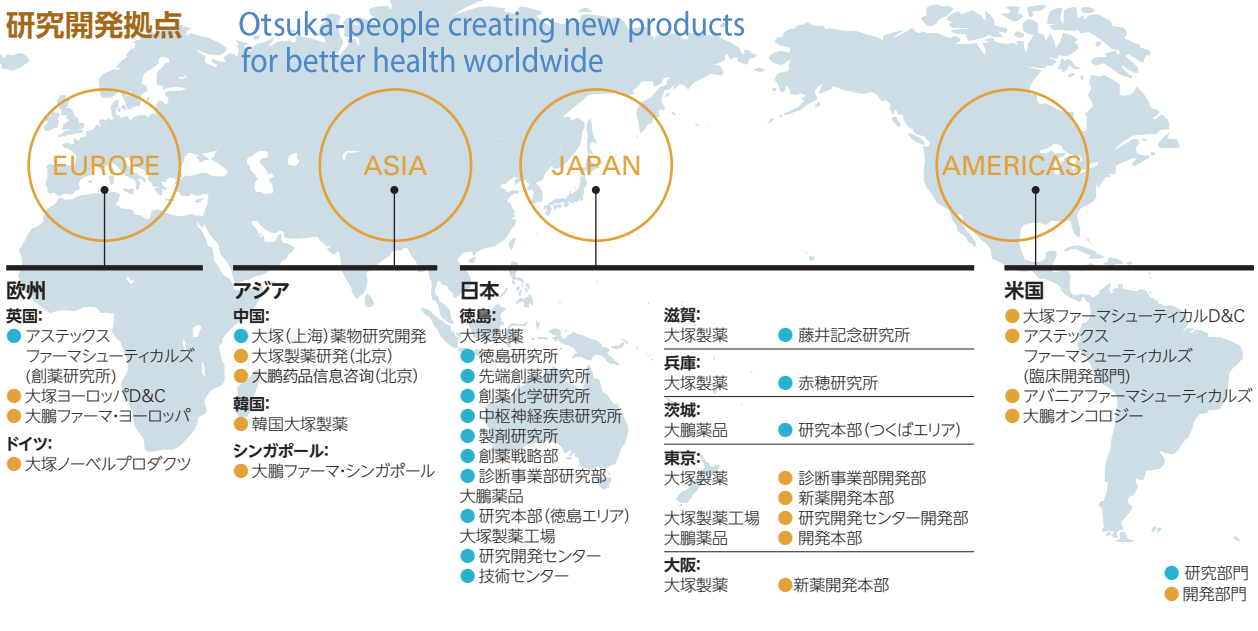 研究開発拠点
Otsuka-people creating new products
for better health worldwide
EUROPE
ASIA
JAPAN
AMERICAS
欧州
英国:
アステックス
ファーマシューティカルズ
(創薬研究所)
大塚ヨーロッパD&C
大鵬ファーマ・ヨーロッパ
ドイツ:
大塚ノーベルプロダクツ
アジア
中国:
大塚(上海)薬物研究開発
大塚製薬研発(北京)
大鵬药品信息咨询(北京)
韓国:
韓国大塚製薬
シンガポール:
大鵬ファーマ・シンガポール
日本
徳島:
大塚製薬
徳島研究所
先端創薬研究所
創薬化学研究所
中枢神経疾患研究所
製剤研究所
創薬戦略部
診断事業部研究部
大鵬薬品
研究本部(徳島エリア)
大塚製薬工場
研究開発センター
技術センター
滋賀:
大塚製薬 藤井記念研究所
兵庫:
大塚製薬 赤穂研究所
茨城:
大鵬薬品 研究本部(つくばエリア)
東京:
大塚製薬 診断事業部開発部
新薬開発本部
大塚製薬工場 研究開発センター開発部
大鵬薬品 開発本部
大阪:
大塚製薬 新薬開発本部
米国
大塚ファーマシューティカルD&C
アステックス
ファーマシューティカルズ
(臨床開発部門)
アバニアファーマシューティカルズ
大鵬オンコロジー
研究部門
開発部門